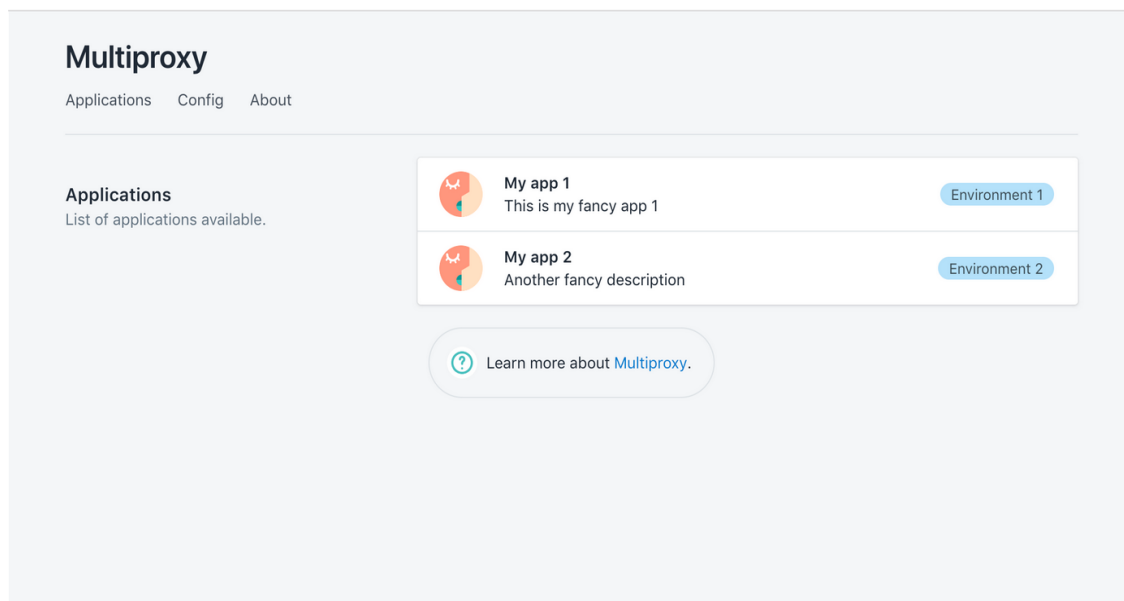 Multiproxy
Applications Config About
Applications
List of applications available.
My app 1
This is my fancy app 1
Environment 1
My app 2
Another fancy description
Environment 2
Learn more about Multiproxy.